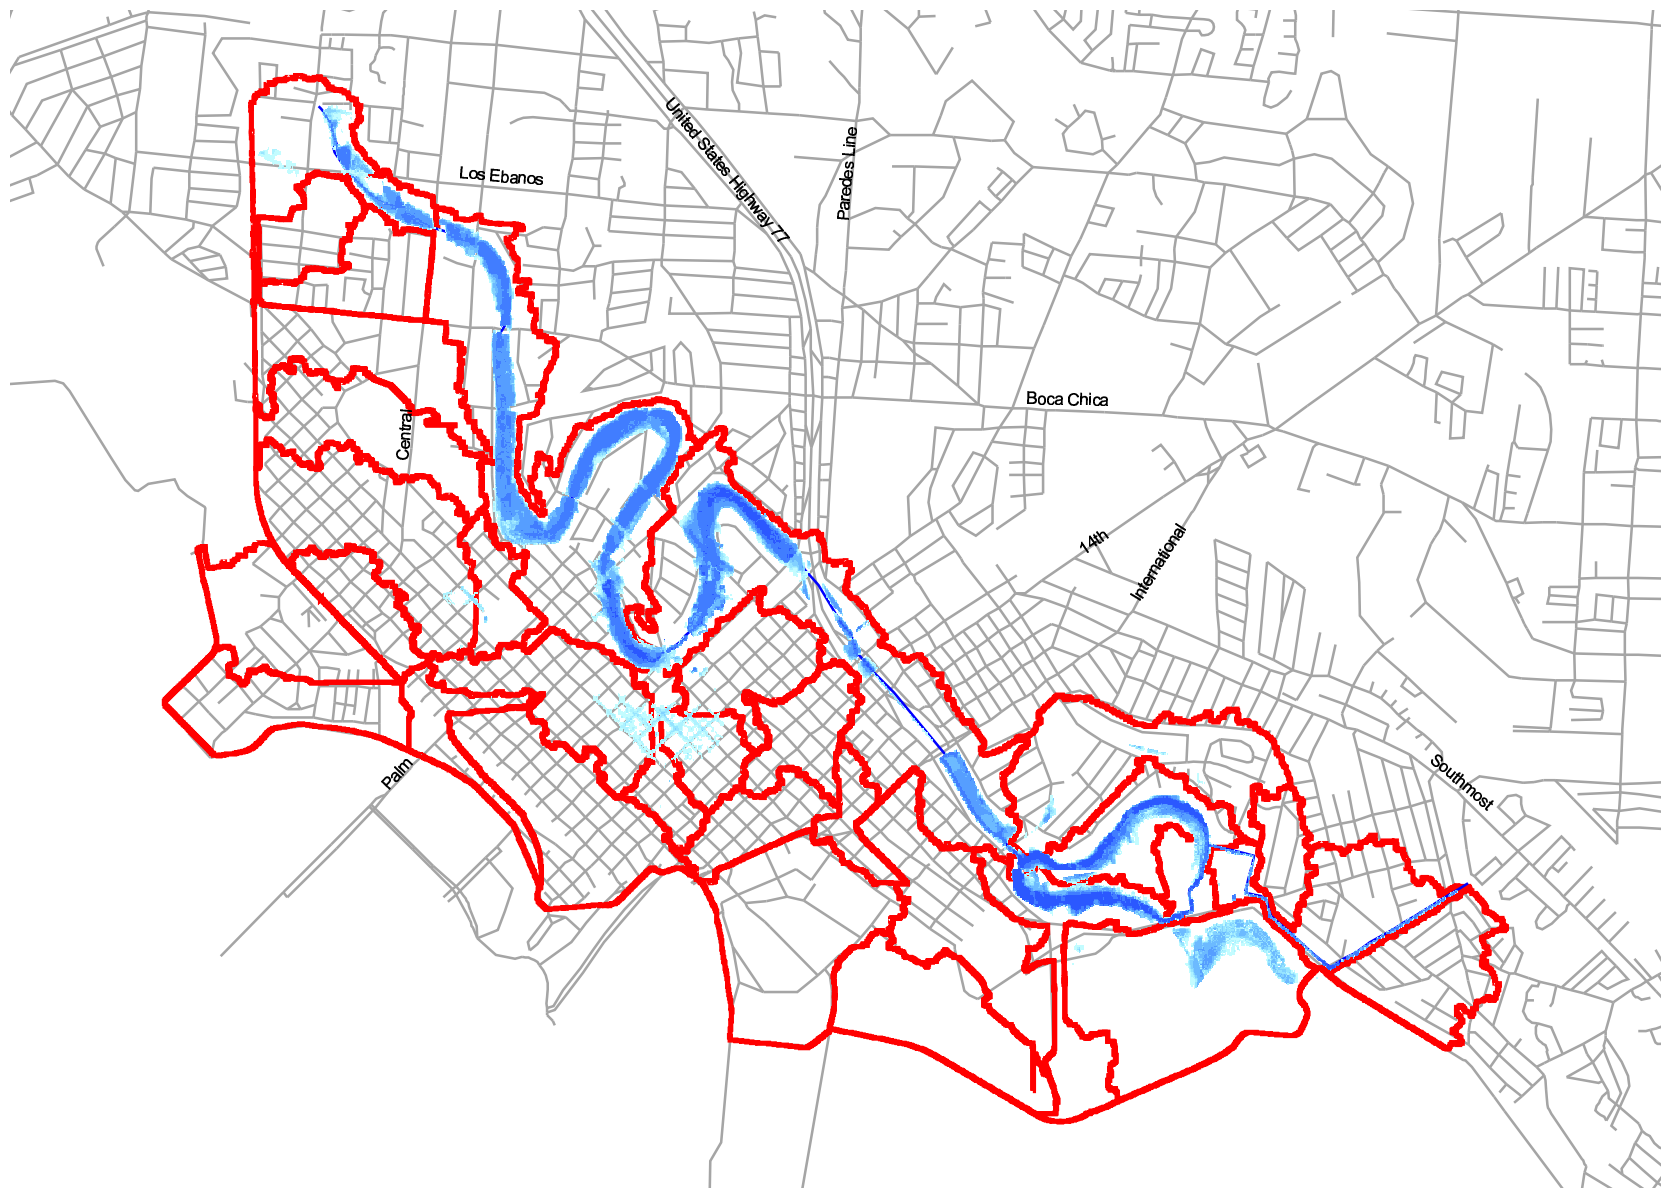 United States Highway 77
Paredes Line
Los Ebanos
Boca Chica
Central
14th
International
Palm
Southmost